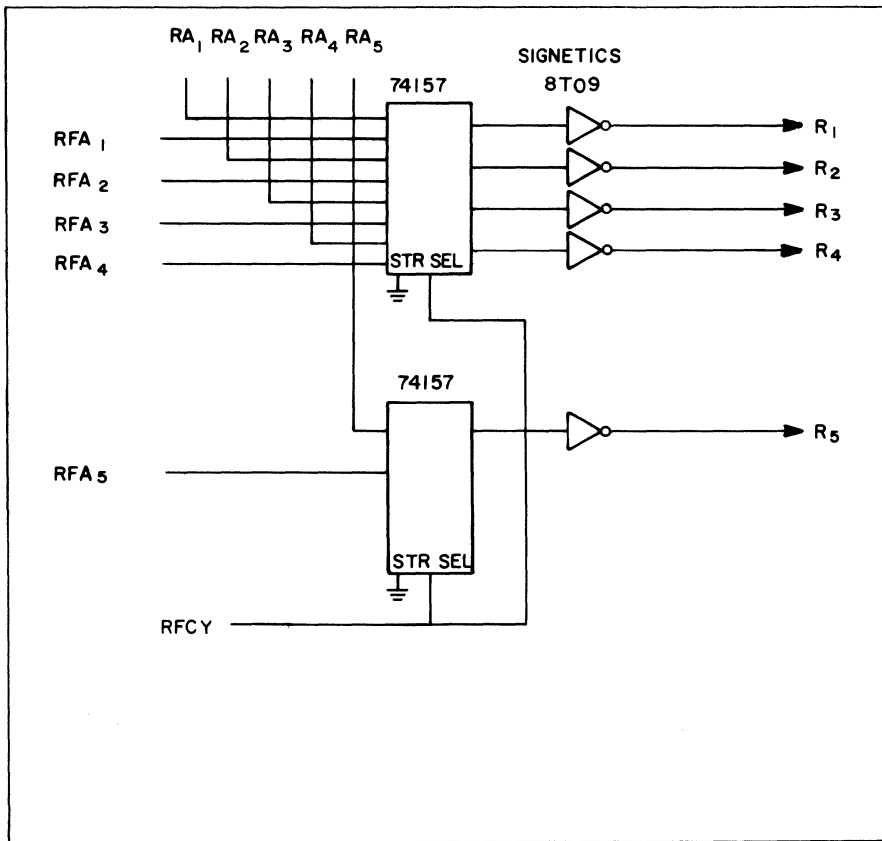 RA1 RA2 RA3 RA4 RA5
SIGNETICS
8T09
74157
RFA1
RFA2
RFA3
RFA4
STR SEL
R1
R2
R3
R4
74157
RFA5
STR SEL
R5
RFCY